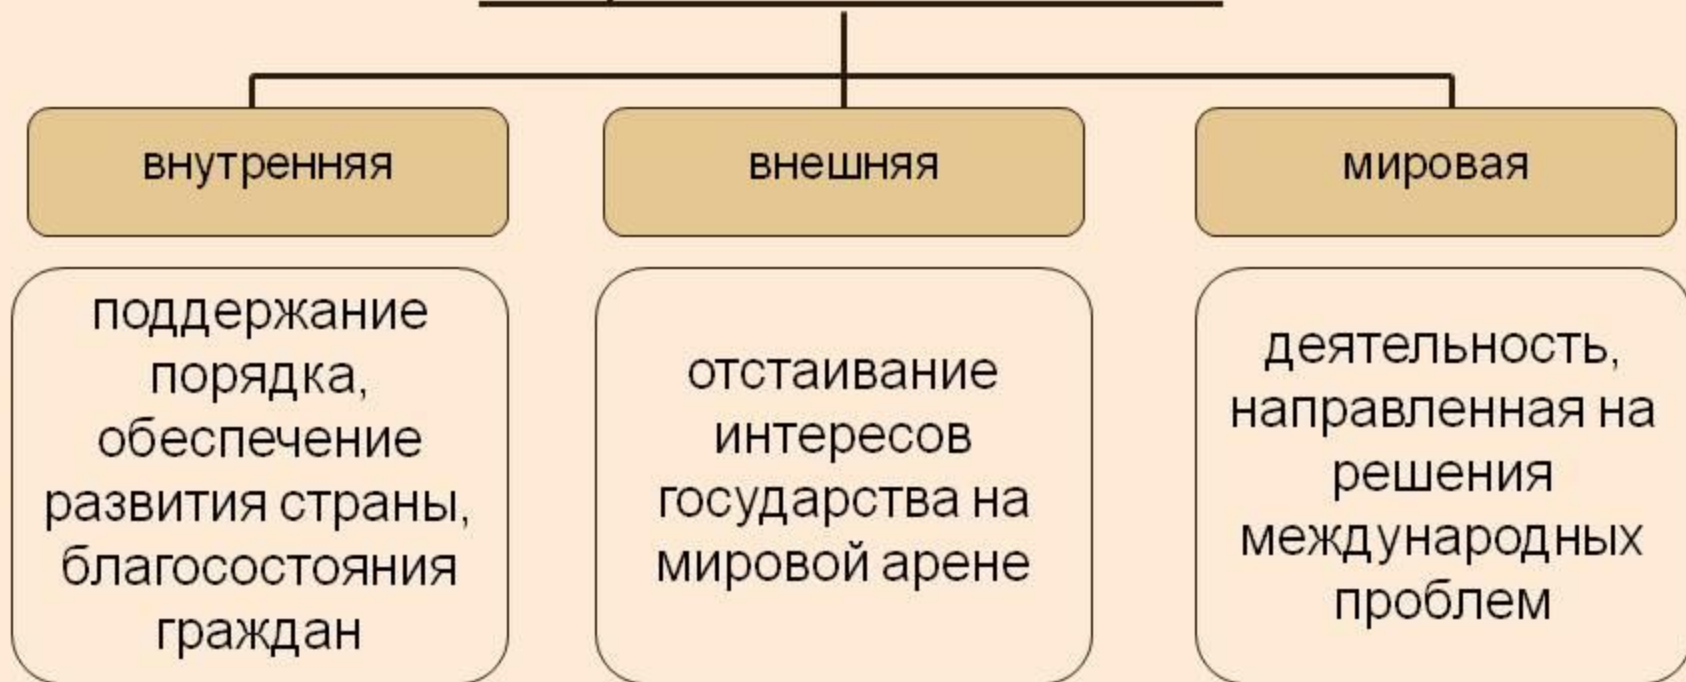 внутренняя
внешняя
мировая
поддержание
порядка,
обеспечение
развития страны,
благосостояния
граждан
отстаивание
интересов
государства на
мировой арене
деятельность,
направленная на
решения
международных
проблем